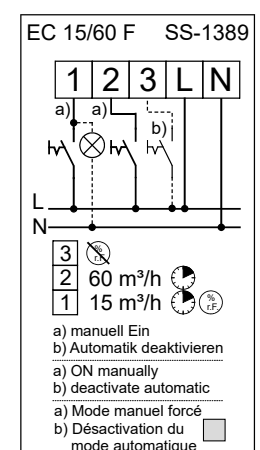 EC 15/60 F SS-1389
1 2 3 L N
a) a) b)
L
N
3 % r.F
2 60 m³/h
1 15 m³/h % r.F
a) manuell Ein
b) Automatik deaktivieren
a) ON manually
b) deactivate automatic
a) Mode manuel forcé
b) Désactivation du
mode automatique